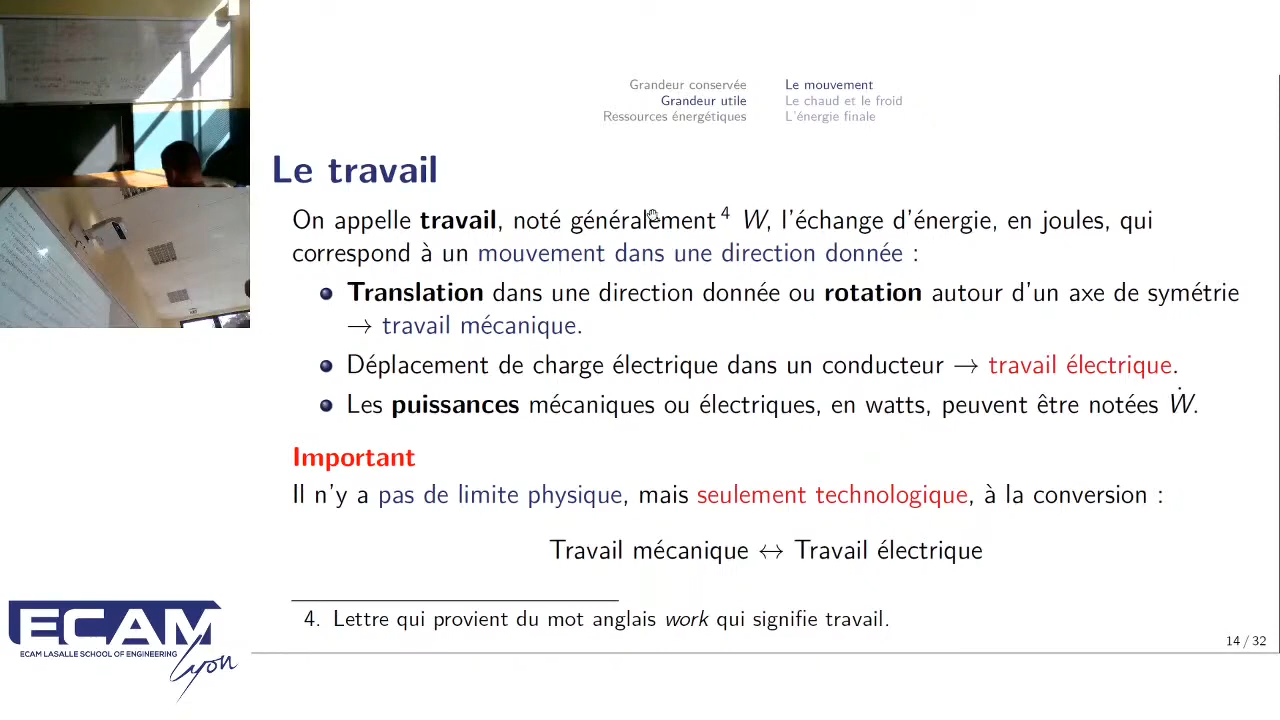 Grandeur conservée
Grandeur utile
Ressources énergétiques
Le mouvement
Le chaud et le froid
L'énergie finale
Le travail
On appelle travail, noté généralement 4 W, l'échange d'énergie, en joules, qui
correspond à un mouvement dans une direction donnée :
Translation dans une direction donnée ou rotation autour d'un axe de symétrie
→ travail mécanique.
Déplacement de charge électrique dans un conducteur → travail électrique.
Les puissances mécaniques ou électriques, en watts, peuvent être notées Ẇ.
Important
Il n'y a pas de limite physique, mais seulement technologique, à la conversion :
Travail mécanique ↔ Travail électrique
4. Lettre qui provient du mot anglais work qui signifie travail.
14 / 32
ECAM
ECAM LASALLE SCHOOL OF ENGINEERING
Lyon